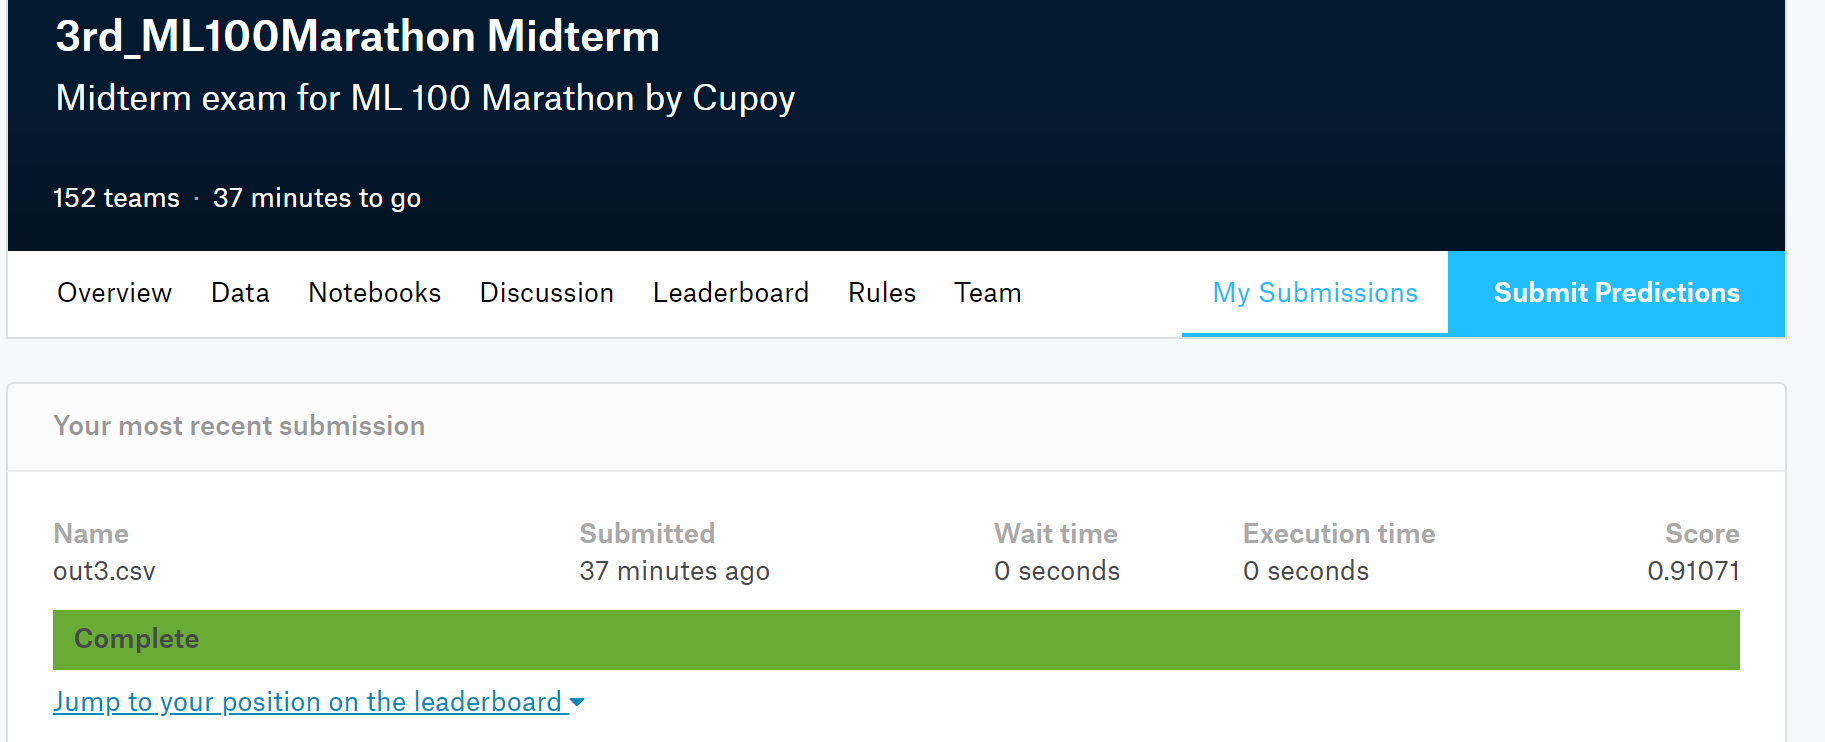 3rd_ML100Marathon Midterm
Midterm exam for ML 100 Marathon by Cupoy
152 teams · 37 minutes to go
Overview Data Notebooks Discussion Leaderboard Rules Team My Submissions Submit Predictions
Your most recent submission
Name Submitted Wait time Execution time Score
out3.csv 37 minutes ago 0 seconds 0 seconds 0.91071
Complete
Jump to your position on the leaderboard